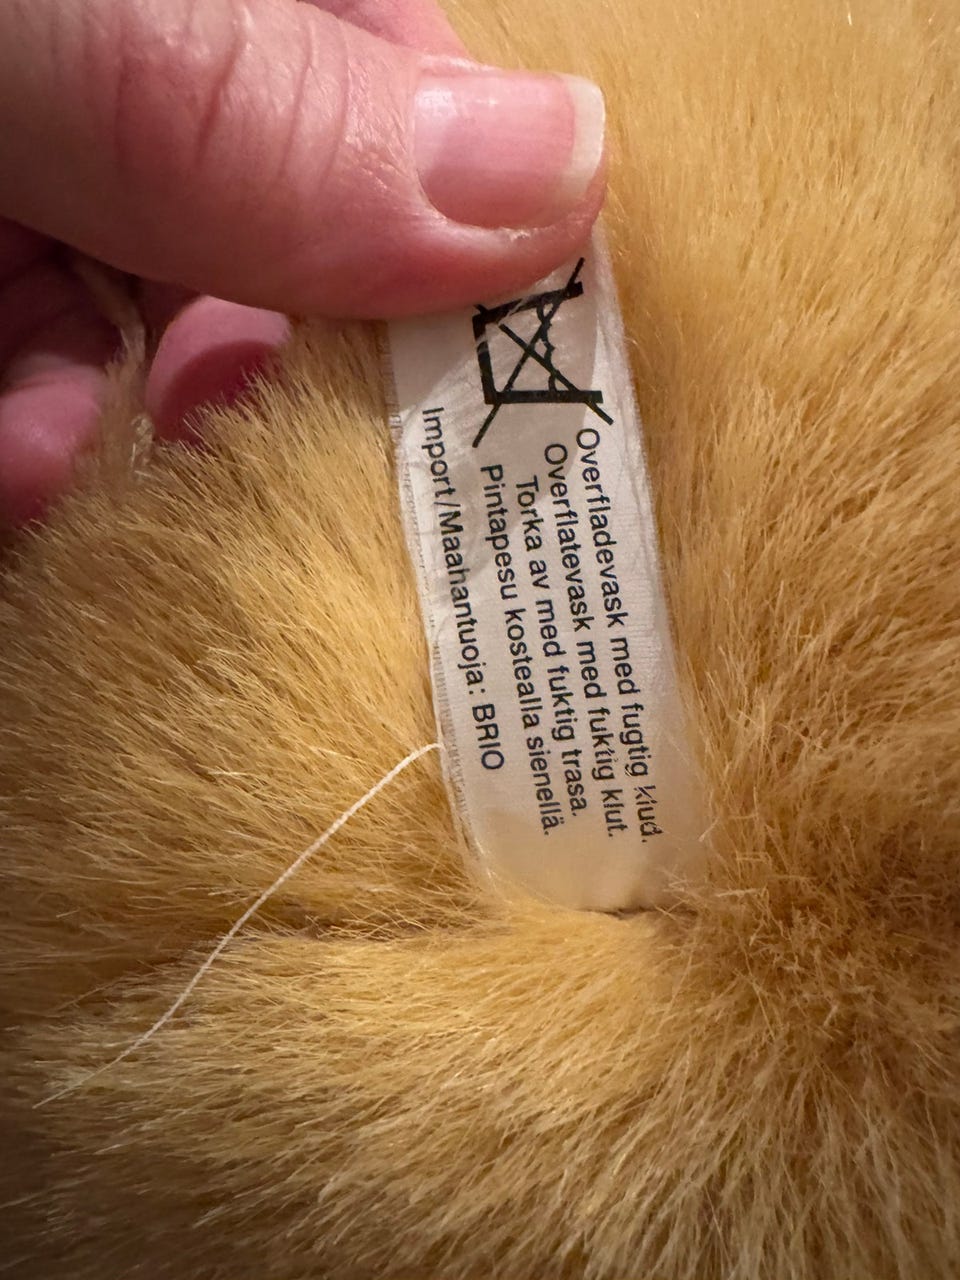 Overfladevask med fugtig klud.
Overflatevask med fuktig klut.
Torka av med fuktig trasa.
Pintapesu kostealla sienellä.
Import/Maahantuoja: BRIO